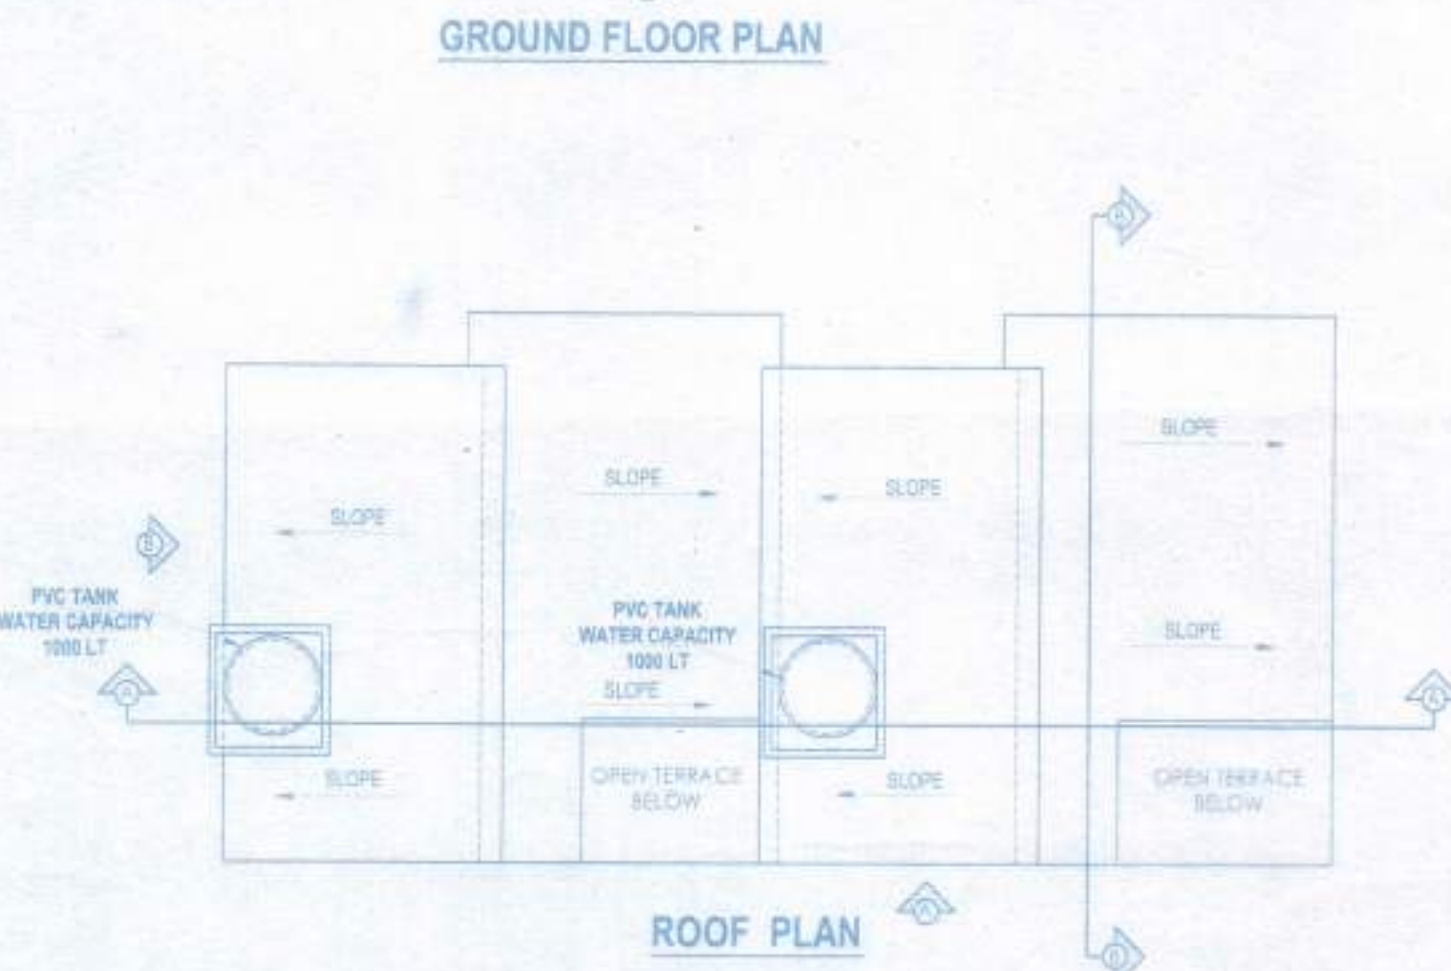 GROUND FLOOR PLAN
B
SLOPE
SLOPE
SLOPE
SLOPE
B
SLOPE
PVC TANK
WATER CAPACITY
1000 LT
PVC TANK
WATER CAPACITY
1000 LT
SLOPE
SLOPE
A
A
SLOPE
OPEN TERRACE
BELOW
SLOPE
OPEN TERRACE
BELOW
A
ROOF PLAN
B